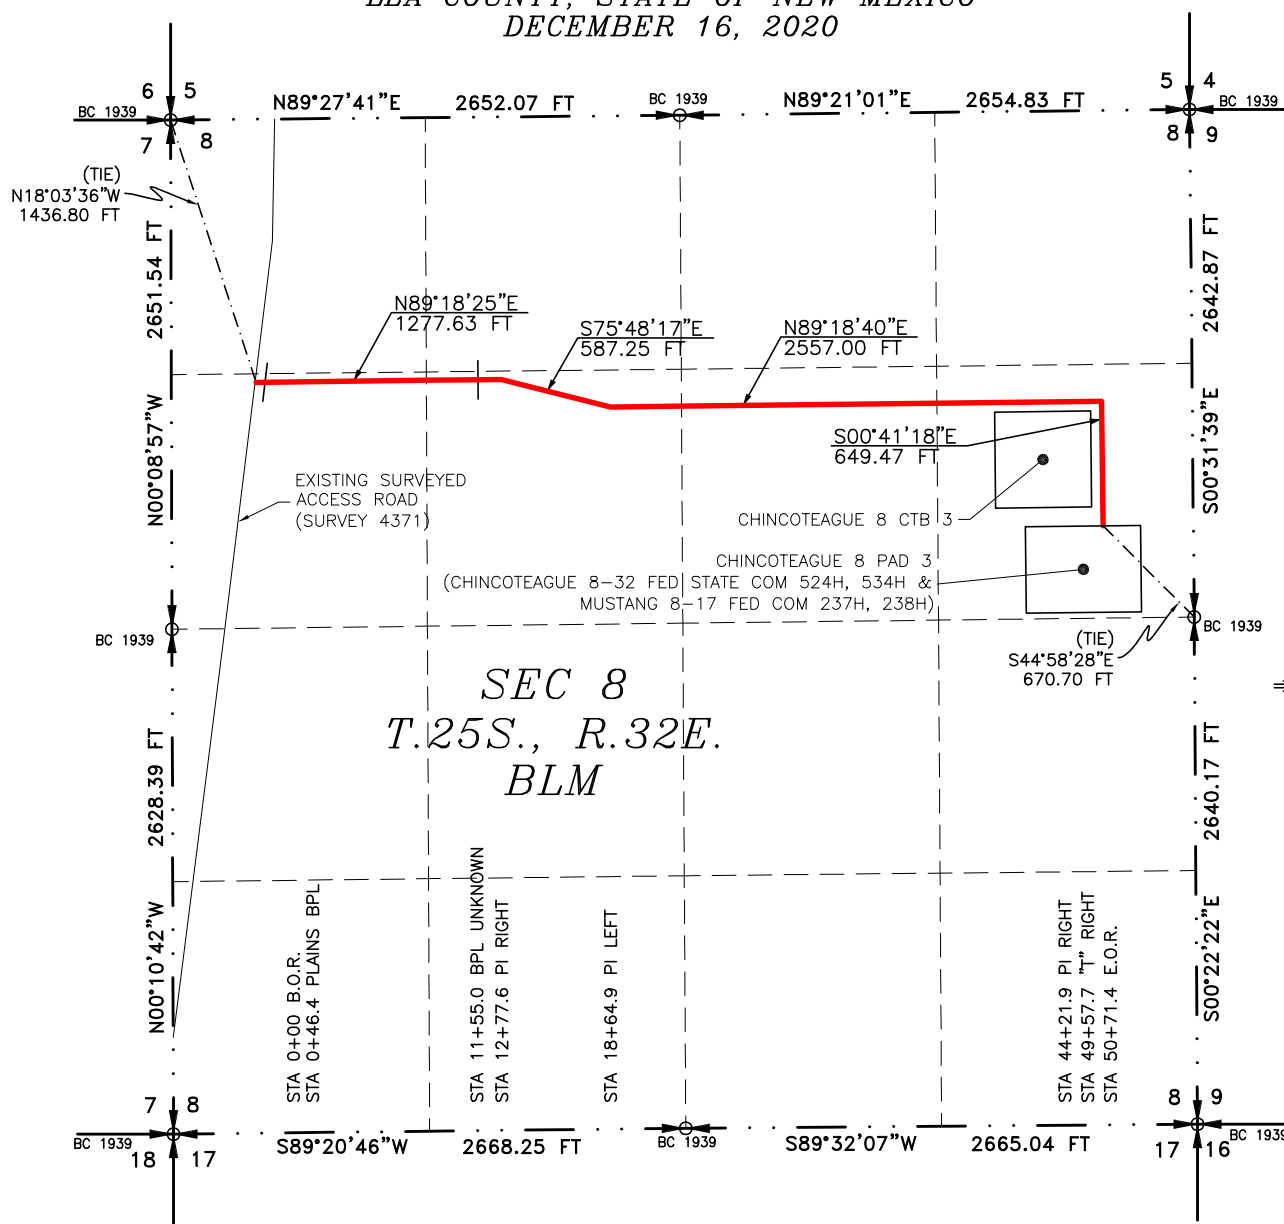 LEA COUNTY, STATE OF NEW MEXICO
DECEMBER 16, 2020
6 5
5 4
BC 1939
N89°27'41"E 2652.07 FT
BC 1939
N89°21'01"E 2654.83 FT
BC 1939
7 8
8 9
(TIE)
N18°03'36"W
1436.80 FT
N00°08'57"W 2651.54 FT
S00°31'39"E 2642.87 FT
N89°18'25"E
1277.63 FT
S75°48'17"E
587.25 FT
N89°18'40"E
2557.00 FT
S00°41'18"E
649.47 FT
EXISTING SURVEYED
ACCESS ROAD
(SURVEY 4371)
CHINCOTEAGUE 8 CTB 3
CHINCOTEAGUE 8 PAD 3
(CHINCOTEAGUE 8-32 FED STATE COM 524H, 534H &
MUSTANG 8-17 FED COM 237H, 238H)
BC 1939
BC 1939
(TIE)
S44°58'28"E
670.70 FT
SEC 8
T.25S., R.32E.
BLM
N00°10'42"W 2628.39 FT
S00°22'22"E 2640.17 FT
STA 0+00 B.O.R.
STA 0+46.4 PLAINS BPL
STA 11+55.0 BPL UNKNOWN
STA 12+77.6 PI RIGHT
STA 18+64.9 PI LEFT
STA 44+21.9 PI RIGHT
STA 49+57.7 "T" RIGHT
STA 50+71.4 E.O.R.
7 8
8 9
BC 1939
S89°20'46"W 2668.25 FT
BC 1939
S89°32'07"W 2665.04 FT
BC 1939
18 17
17 16